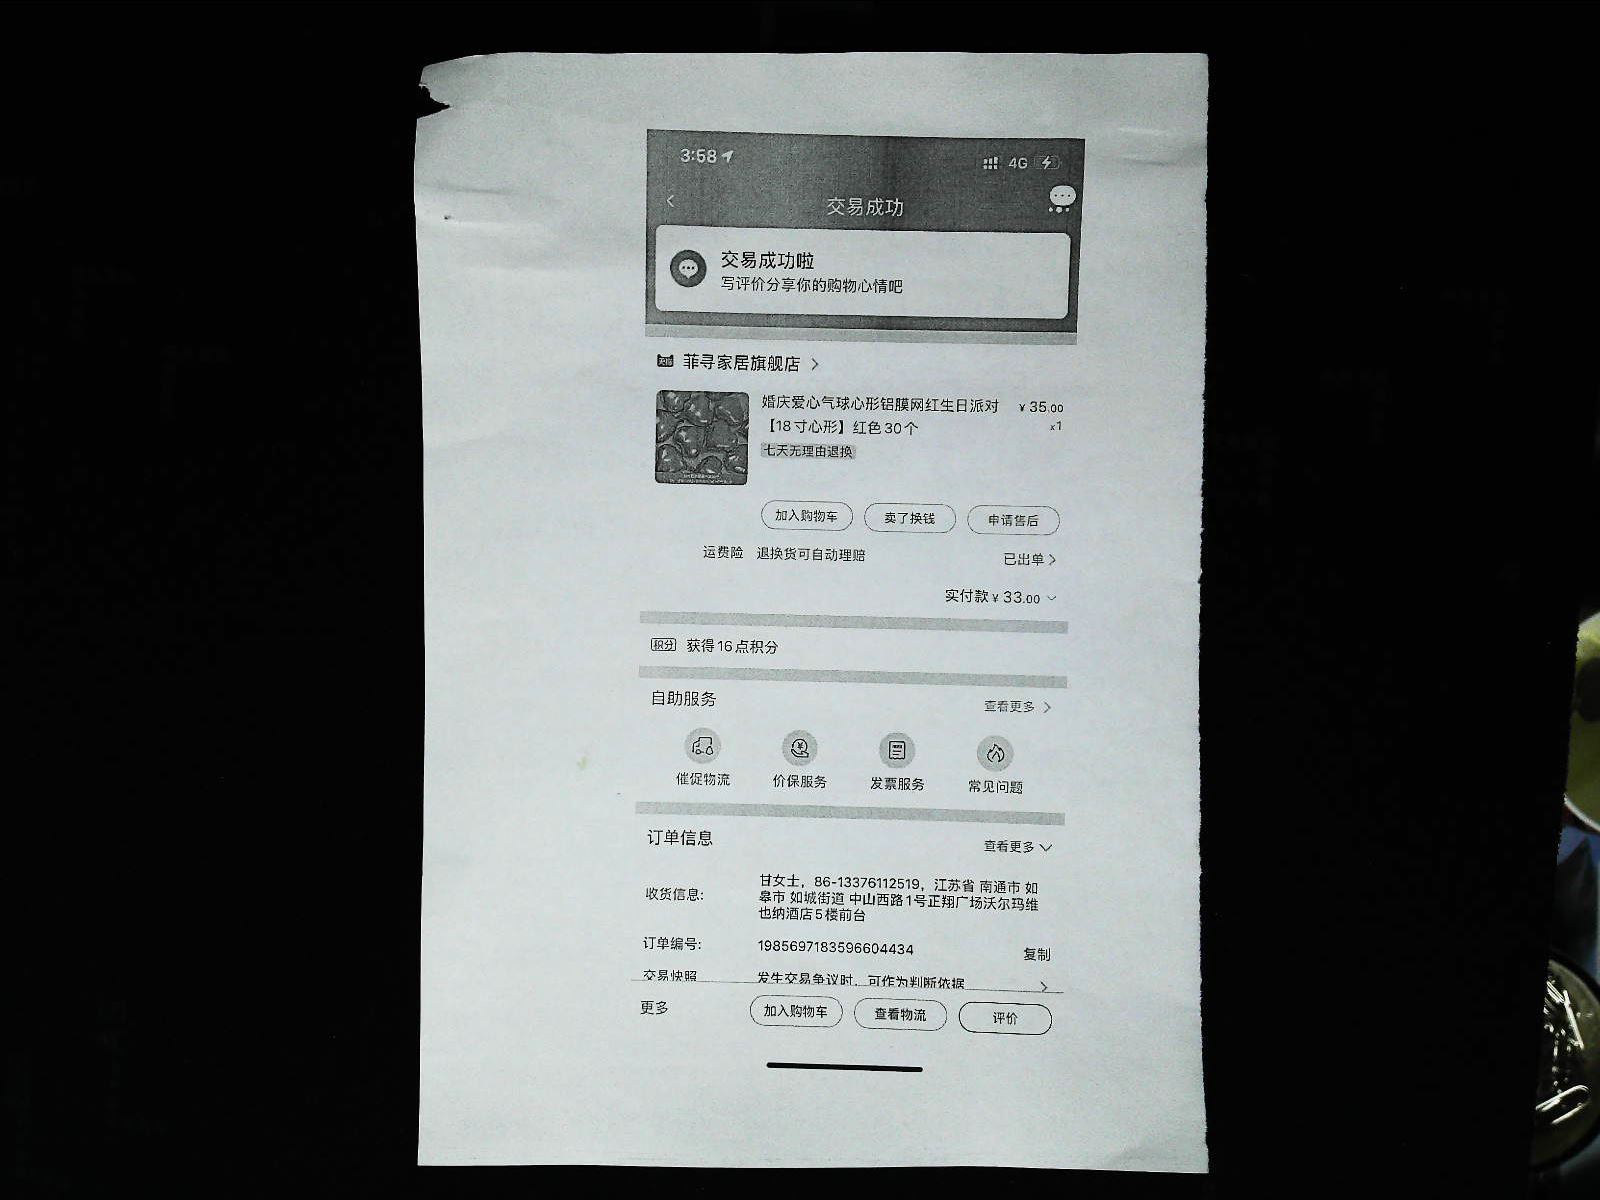 3:58
4G
交易成功
交易成功啦
写评价分享你的购物心情吧
天猫 菲寻家居旗舰店
婚庆爱心气球心形铝膜网红生日派对 ¥35.00
【18寸心形】红色30个 x1
七天无理由退换
加入购物车 卖了换钱 申请售后
运费险 退换货可自动理赔 已出单
实付款 ¥33.00
积分 获得16点积分
自助服务 查看更多
催促物流 价保服务 发票服务 常见问题
订单信息 查看更多
收货信息: 甘女士，86-13376112519，江苏省 南通市 如
皋市 如城街道 中山西路1号正翔广场沃尔玛维
也纳酒店5楼前台
订单编号: 1985697183596604434 复制
交易快照 发生交易争议时，可作为判断依据
更多 加入购物车 查看物流 评价